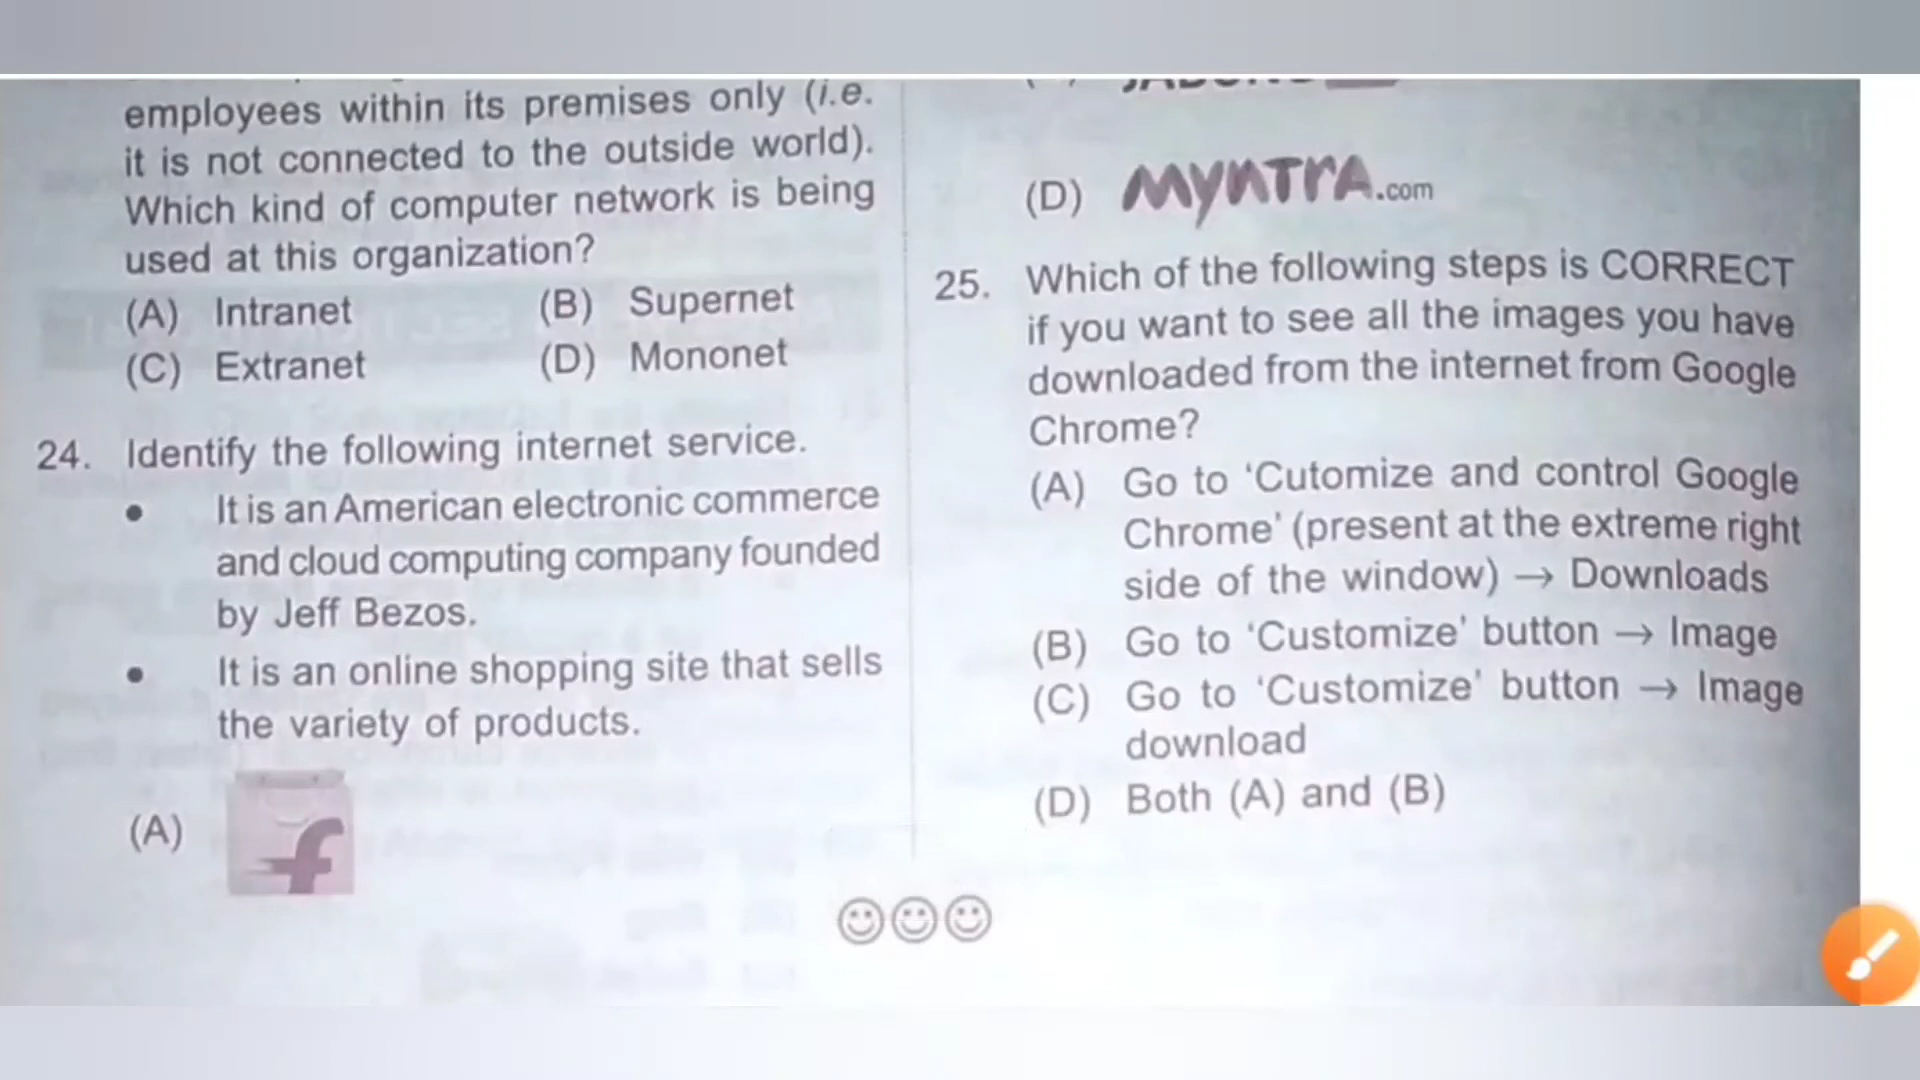 employees within its premises only (i.e.
it is not connected to the outside world).
Which kind of computer network is being
used at this organization?
(A) Intranet (B) Supernet
(C) Extranet (D) Mononet
24. Identify the following internet service.
• It is an American electronic commerce
and cloud computing company founded
by Jeff Bezos.
• It is an online shopping site that sells
the variety of products.
(A) f
(D) Myntra.com
25. Which of the following steps is CORRECT
if you want to see all the images you have
downloaded from the internet from Google
Chrome?
(A) Go to ‘Cutomize and control Google
Chrome’ (present at the extreme right
side of the window) → Downloads
(B) Go to ‘Customize’ button → Image
(C) Go to ‘Customize’ button → Image
download
(D) Both (A) and (B)